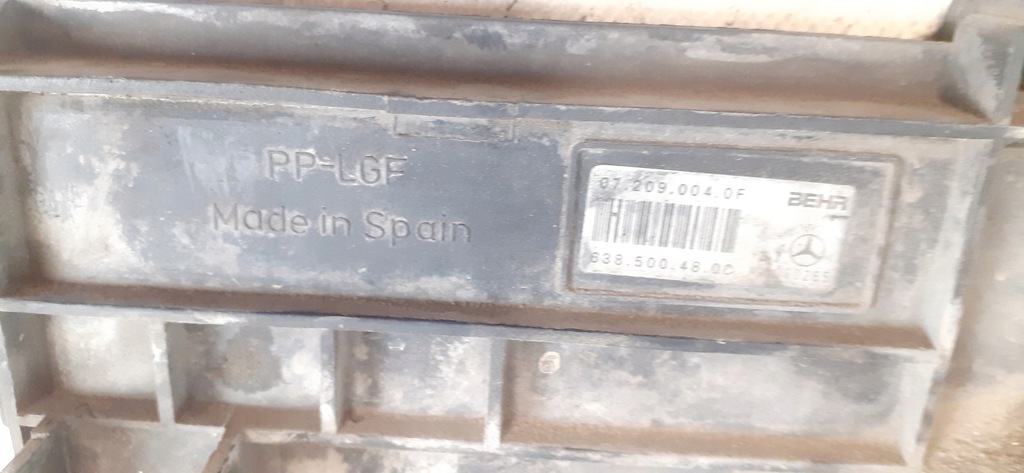 PP-LGF
Made in Spain
07.209.004.0F
BEHR
H
638.500.48.00